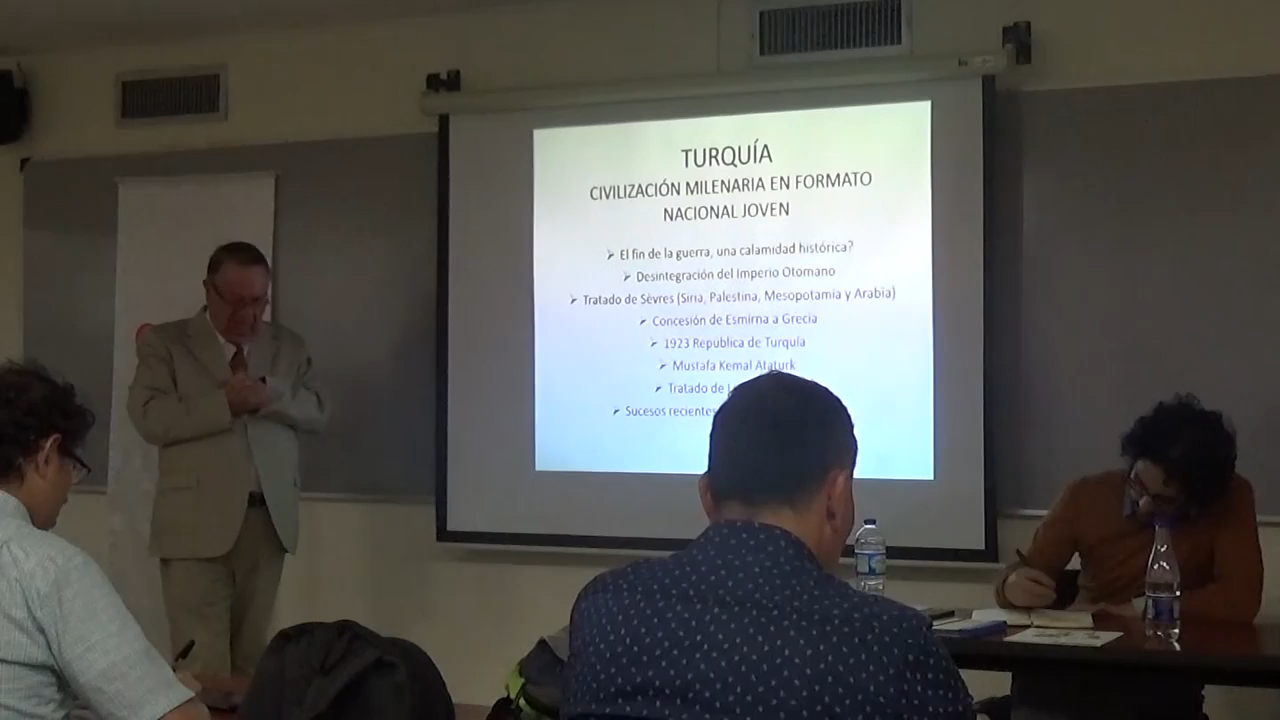 TURQUÍA
CIVILIZACIÓN MILENARIA EN FORMATO
NACIONAL JOVEN
➢ El fin de la guerra, una calamidad histórica?
➢ Desintegración del Imperio Otomano
➢ Tratado de Sèvres (Siria, Palestina, Mesopotamia y Arabia)
➢ Concesión de Esmirna a Grecia
➢ 1923 República de Turquía
➢ Mustafa Kemal Ataturk
➢ Tratado de
➢ Sucesos recientes